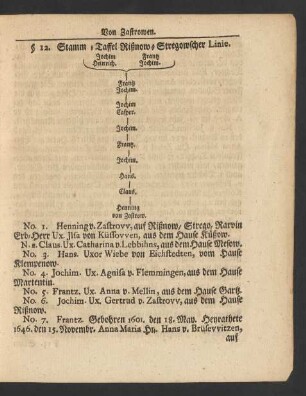 Von Zastrowen.
§ 12. Stamm-Taffel Rißnow-Stregowscher Linie.
Jochim Frantz
Heinrich. Jochim.
Frantz
Jochim.
Jochim
Casper.
Jochim.
Frantz.
Jochim.
Hans.
Claus.
Henning
von Zastrow.
No. 1. Henning v. Zastrovv, auf Rißnow, Strego, Rarvin
Erb-Herr Ux. Ilsa von Küssovven, aus dem Hause Küssow.
N. 2. Claus. Ux. Catharina v. Lebbihns, aus dem Hause Mesow.
No. 3. Hans. Uxor Wiebe von Eichstedten, vom Hause
Klempenow.
No. 4. Jochim. Ux. Agnisa v. Flemmingen, aus dem Hause
Martentin.
No. 5. Frantz. Ux. Anna v. Mellin, aus dem Hause Gartz.
No. 6. Jochim. Ux. Gertrud v. Zastrovv, aus dem Hause
Rißnow.
No. 7. Frantz. Gebohren 1601. den 18. May. Heyrathete
1646. den 15. Novembr. Anna Maria Hn. Hans v. Brüsevvitzen,
auf